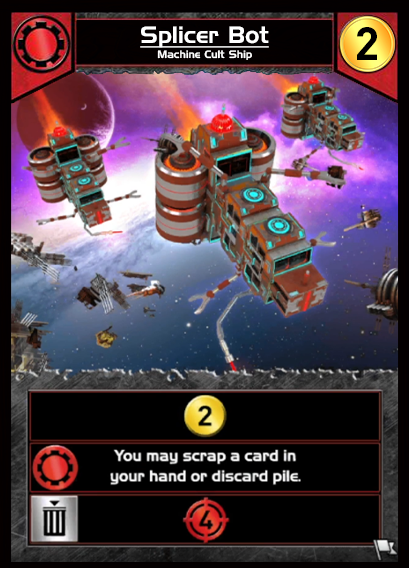 Splicer Bot
2
Machine Cult Ship
2
You may scrap a card in
your hand or discard pile.
4